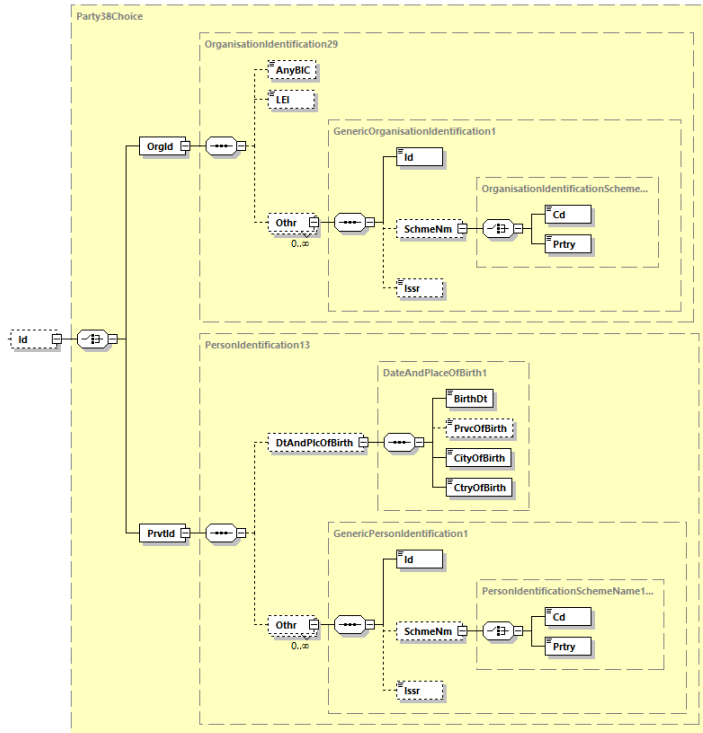 Party38Choice
OrganisationIdentification29
AnyBIC
LEI
GenericOrganisationIdentification1
OrgId
Id
OrganisationIdentificationScheme...
Cd
Othr
SchmeNm
0..∞
Prtry
Issr
Id
PersonIdentification13
DateAndPlaceOfBirth1
BirthDt
PrvcOfBirth
DtAndPlcOfBirth
CityOfBirth
CtryOfBirth
PrvtId
GenericPersonIdentification1
Id
PersonIdentificationSchemeName1...
Cd
Othr
SchmeNm
0..∞
Prtry
Issr